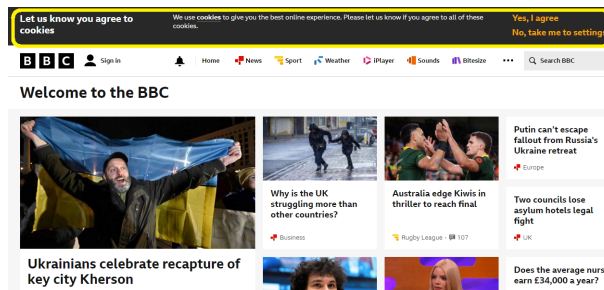 Let us know you agree to
cookies
We use cookies to give you the best online experience. Please let us know if you agree to all of these
cookies.
Yes, I agree
No, take me to settings
BBC
Sign in
Home
News
Sport
Weather
iPlayer
Sounds
Bitesize
Search BBC
Welcome to the BBC
Ukrainians celebrate recapture of
key city Kherson
Why is the UK
struggling more than
other countries?
Business
Australia edge Kiwis in
thriller to reach final
Rugby League
107
Putin can't escape
fallout from Russia's
Ukraine retreat
Europe
Two councils lose
asylum hotels legal
fight
UK
Does the average nurs
earn £34,000 a year?